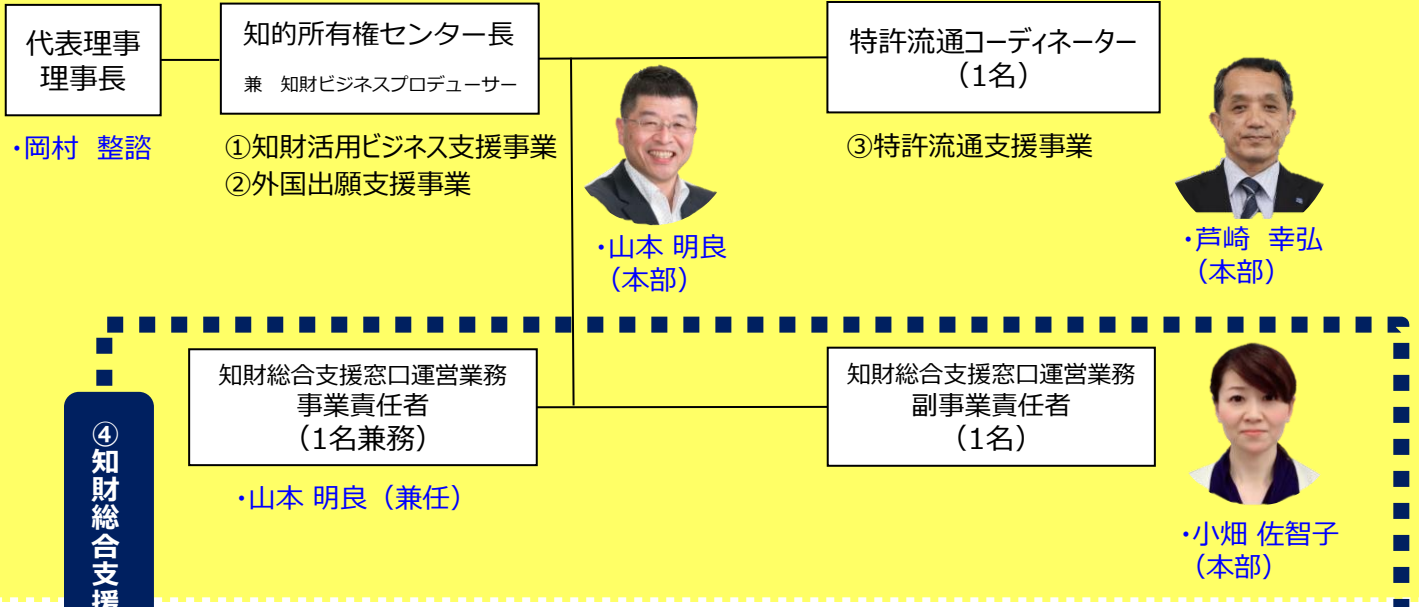 代表理事
理事長
・岡村 整諮
知的所有権センター長
兼 知財ビジネスプロデューサー
①知財活用ビジネス支援事業
②外国出願支援事業
・山本 明良
（本部）
特許流通コーディネーター
（1名）
③特許流通支援事業
・芦崎 幸弘
（本部）
知財総合支援窓口運営業務
事業責任者
（1名兼務）
・山本 明良（兼任）
知財総合支援窓口運営業務
副事業責任者
（1名）
・小畑 佐智子
（本部）
④知財総合支援